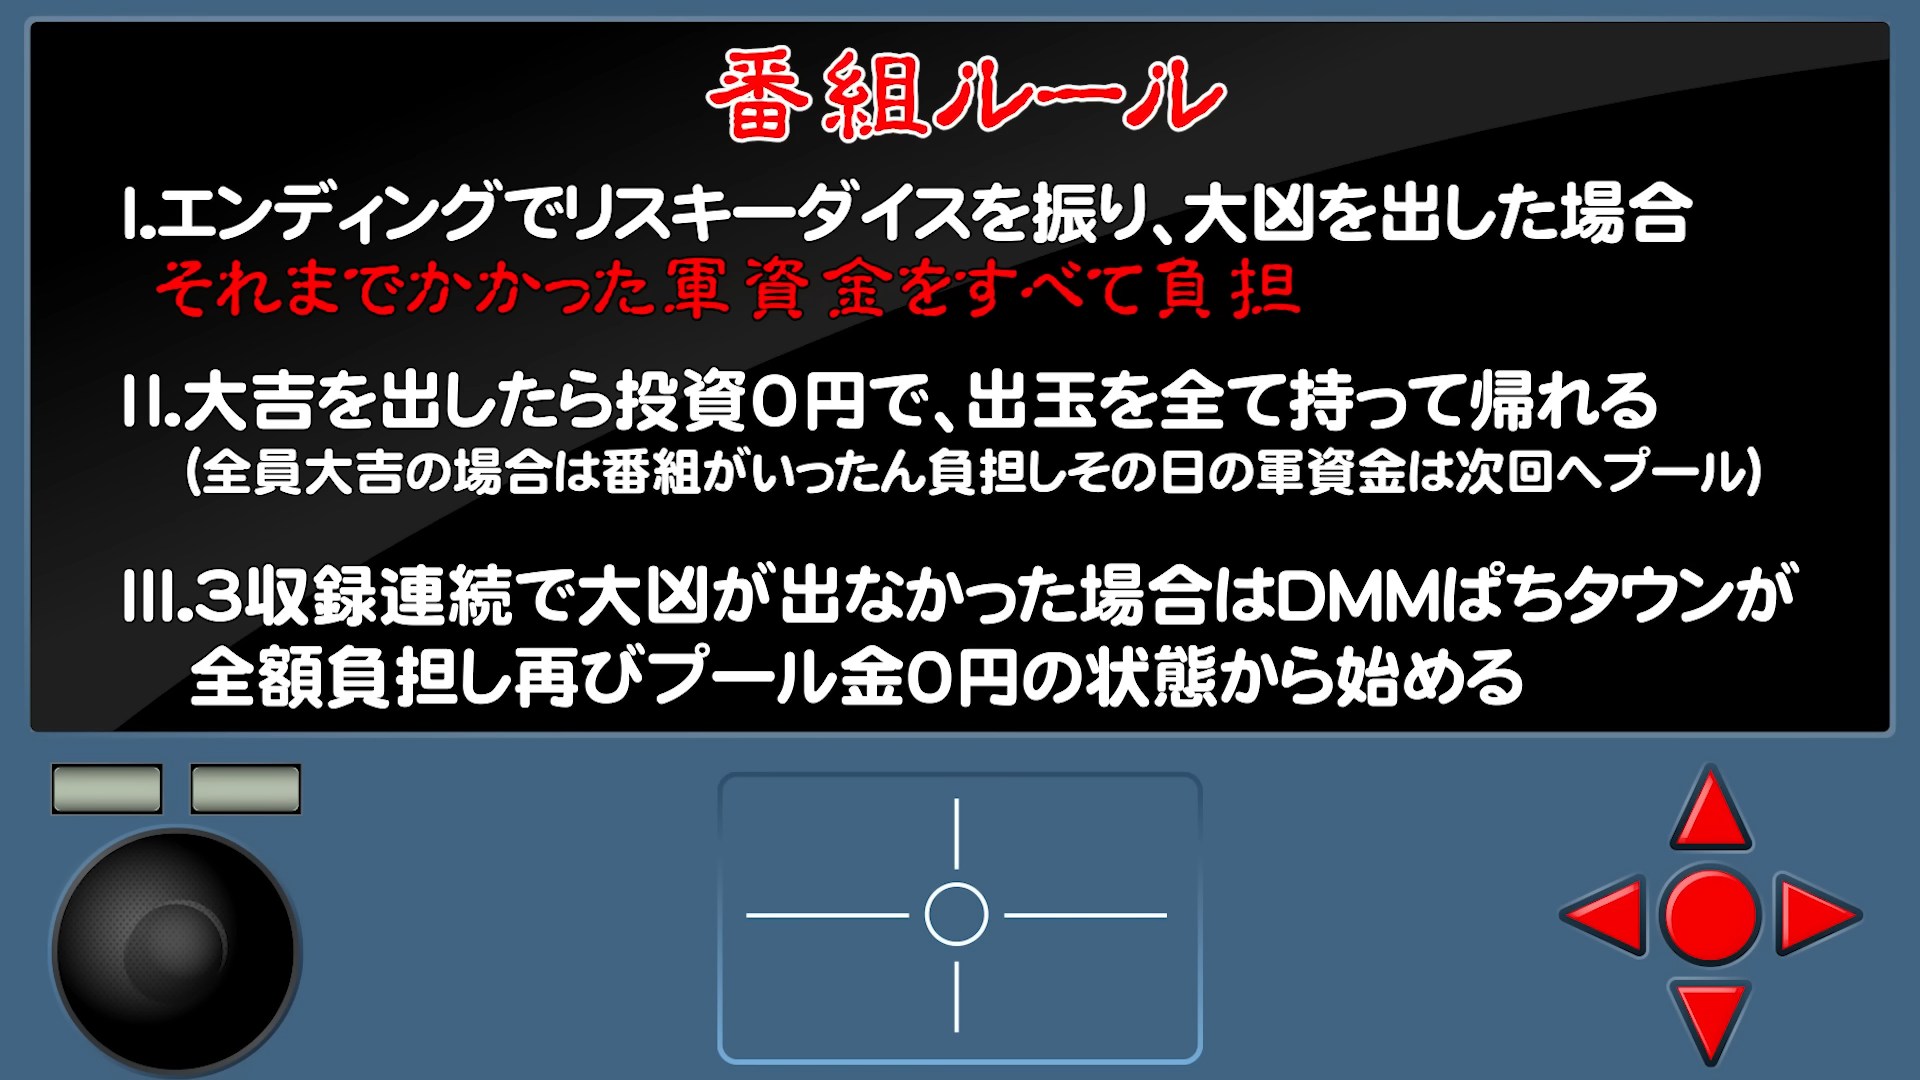 番組ルール
I.エンディングでリスキーダイスを振り、大凶を出した場合
それまでかかった軍資金をすべて負担
II.大吉を出したら投資0円で、出玉を全て持って帰れる
(全員大吉の場合は番組がいったん負担しその日の軍資金は次回へプール)
III.3収録連続で大凶が出なかった場合はDMMぱちタウンが
全額負担し再びプール金0円の状態から始める